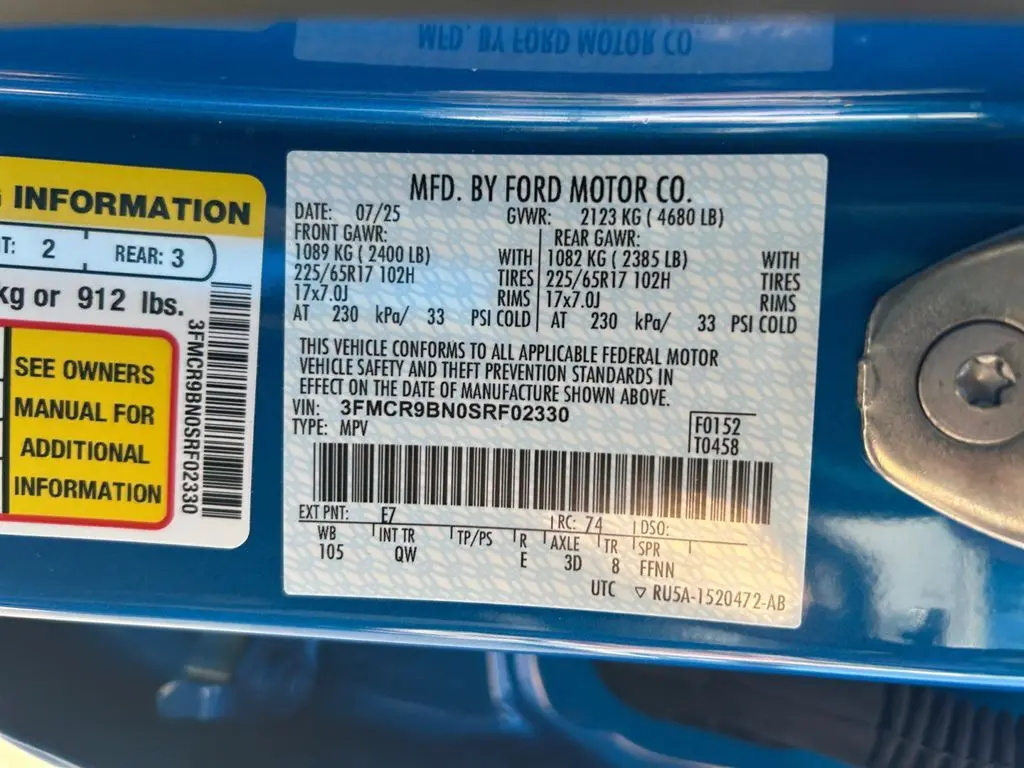 MFD. BY FORD MOTOR CO
INFORMATION
T: 2 REAR: 3
kg or 912 lbs.
SEE OWNERS
MANUAL FOR
ADDITIONAL
INFORMATION
3FMCR9BN0SRF02330
MFD. BY FORD MOTOR CO.
DATE: 07/25 GVWR: 2123 KG ( 4680 LB)
FRONT GAWR: REAR GAWR:
1089 KG ( 2400 LB) WITH 1082 KG ( 2385 LB) WITH
225/65R17 102H TIRES 225/65R17 102H TIRES
17x7.0J RIMS 17x7.0J RIMS
AT 230 kPa/ 33 PSI COLD AT 230 kPa/ 33 PSI COLD
THIS VEHICLE CONFORMS TO ALL APPLICABLE FEDERAL MOTOR
VEHICLE SAFETY AND THEFT PREVENTION STANDARDS IN
EFFECT ON THE DATE OF MANUFACTURE SHOWN ABOVE.
VIN: 3FMCR9BN0SRF02330
TYPE: MPV
F0152
T0458
EXT PNT: E7 RC: 74 DSO:
WB INT TR TP/PS R AXLE TR SPR
105 QW E 3D 8 FFNN
UTC ▽ RU5A-1520472-AB